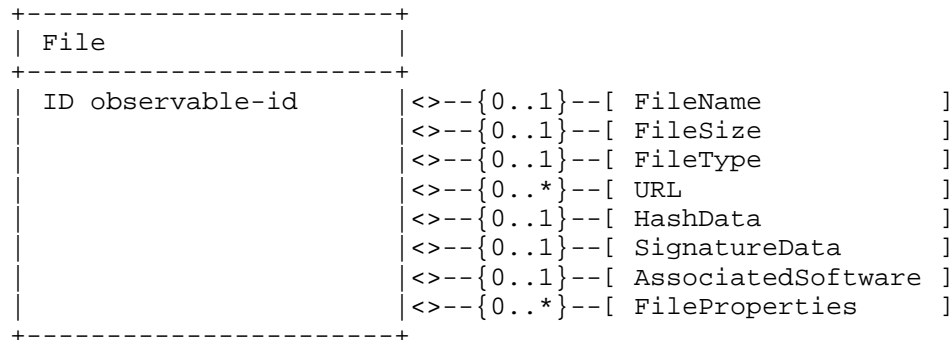 +-----------------------+
| File                  |
+-----------------------+
| ID observable-id      |<>--{0..1}--[ FileName           ]
|                       |<>--{0..1}--[ FileSize           ]
|                       |<>--{0..1}--[ FileType           ]
|                       |<>--{0..*}--[ URL                ]
|                       |<>--{0..1}--[ HashData           ]
|                       |<>--{0..1}--[ SignatureData      ]
|                       |<>--{0..1}--[ AssociatedSoftware ]
|                       |<>--{0..*}--[ FileProperties     ]
+-----------------------+